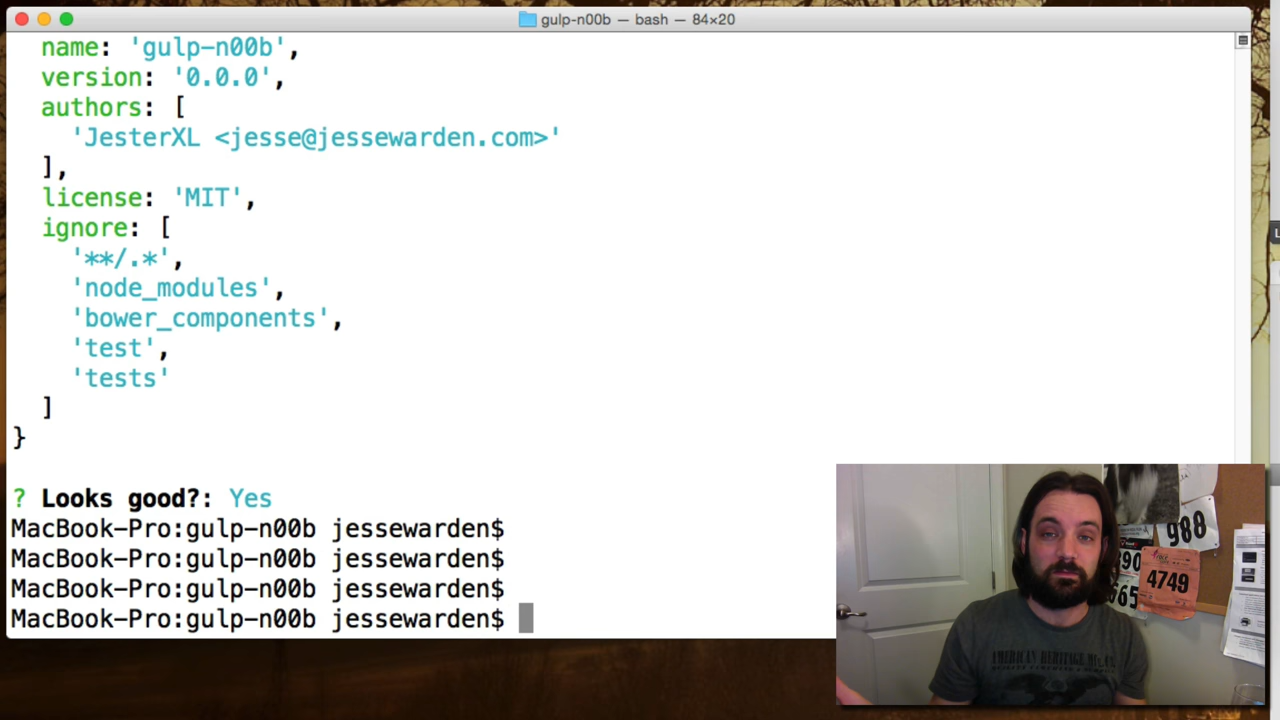 gulp-n00b — bash — 84×20
name: 'gulp-n00b',
version: '0.0.0',
authors: [
'JesterXL <jesse@jessewarden.com>'
],
license: 'MIT',
ignore: [
'**/.*',
'node_modules',
'bower_components',
'test',
'tests'
]
}
? Looks good?: Yes
MacBook-Pro:gulp-n00b jessewarden$
MacBook-Pro:gulp-n00b jessewarden$
MacBook-Pro:gulp-n00b jessewarden$
MacBook-Pro:gulp-n00b jessewarden$
988
4749
AMERICAN HERITAGE